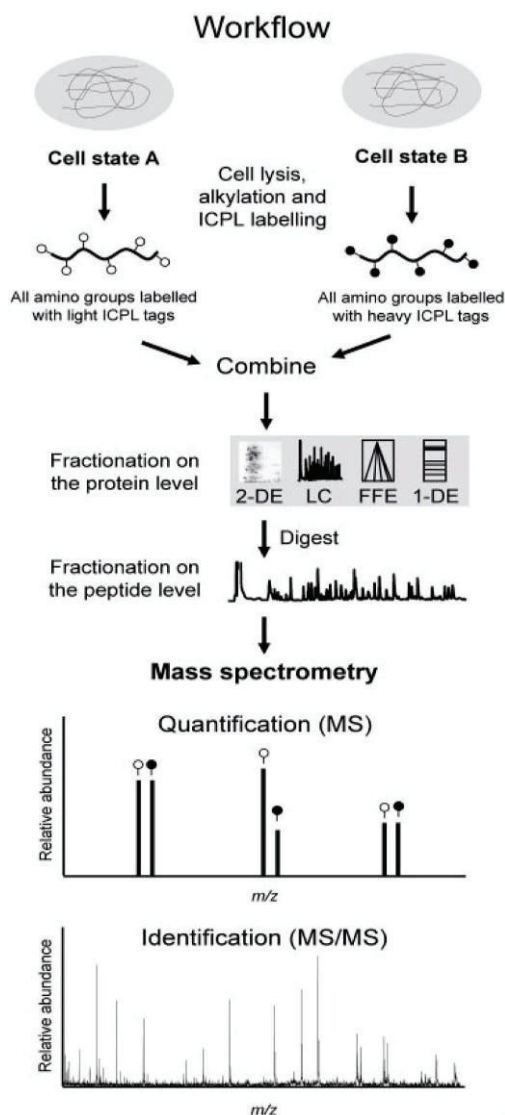 Workflow
Cell state A
Cell state B
Cell lysis,
alkylation and
ICPL labelling
All amino groups labelled
with light ICPL tags
All amino groups labelled
with heavy ICPL tags
Combine
Fractionation on
the protein level
2-DE LC FFE 1-DE
Digest
Fractionation on
the peptide level
Mass spectrometry
Quantification (MS)
Relative abundance
m/z
Identification (MS/MS)
Relative abundance
m/z